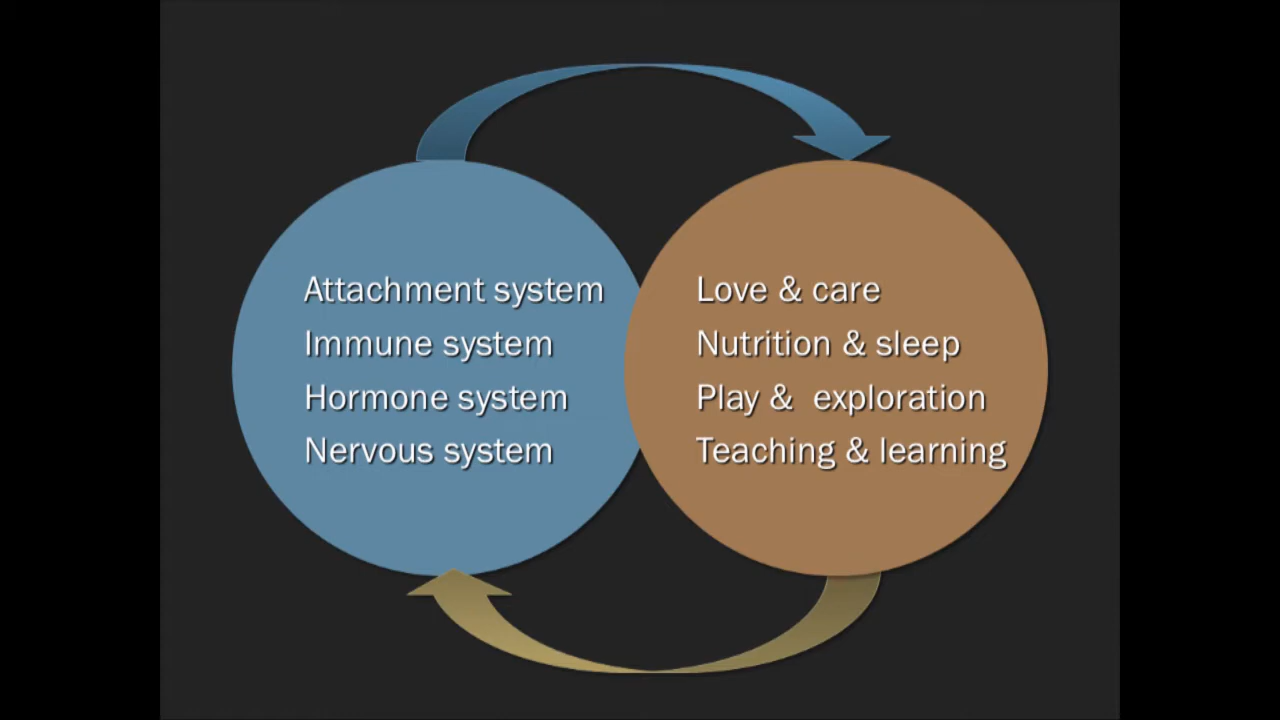 Attachment system
Immune system
Hormone system
Nervous system
Love & care
Nutrition & sleep
Play &  exploration
Teaching & learning